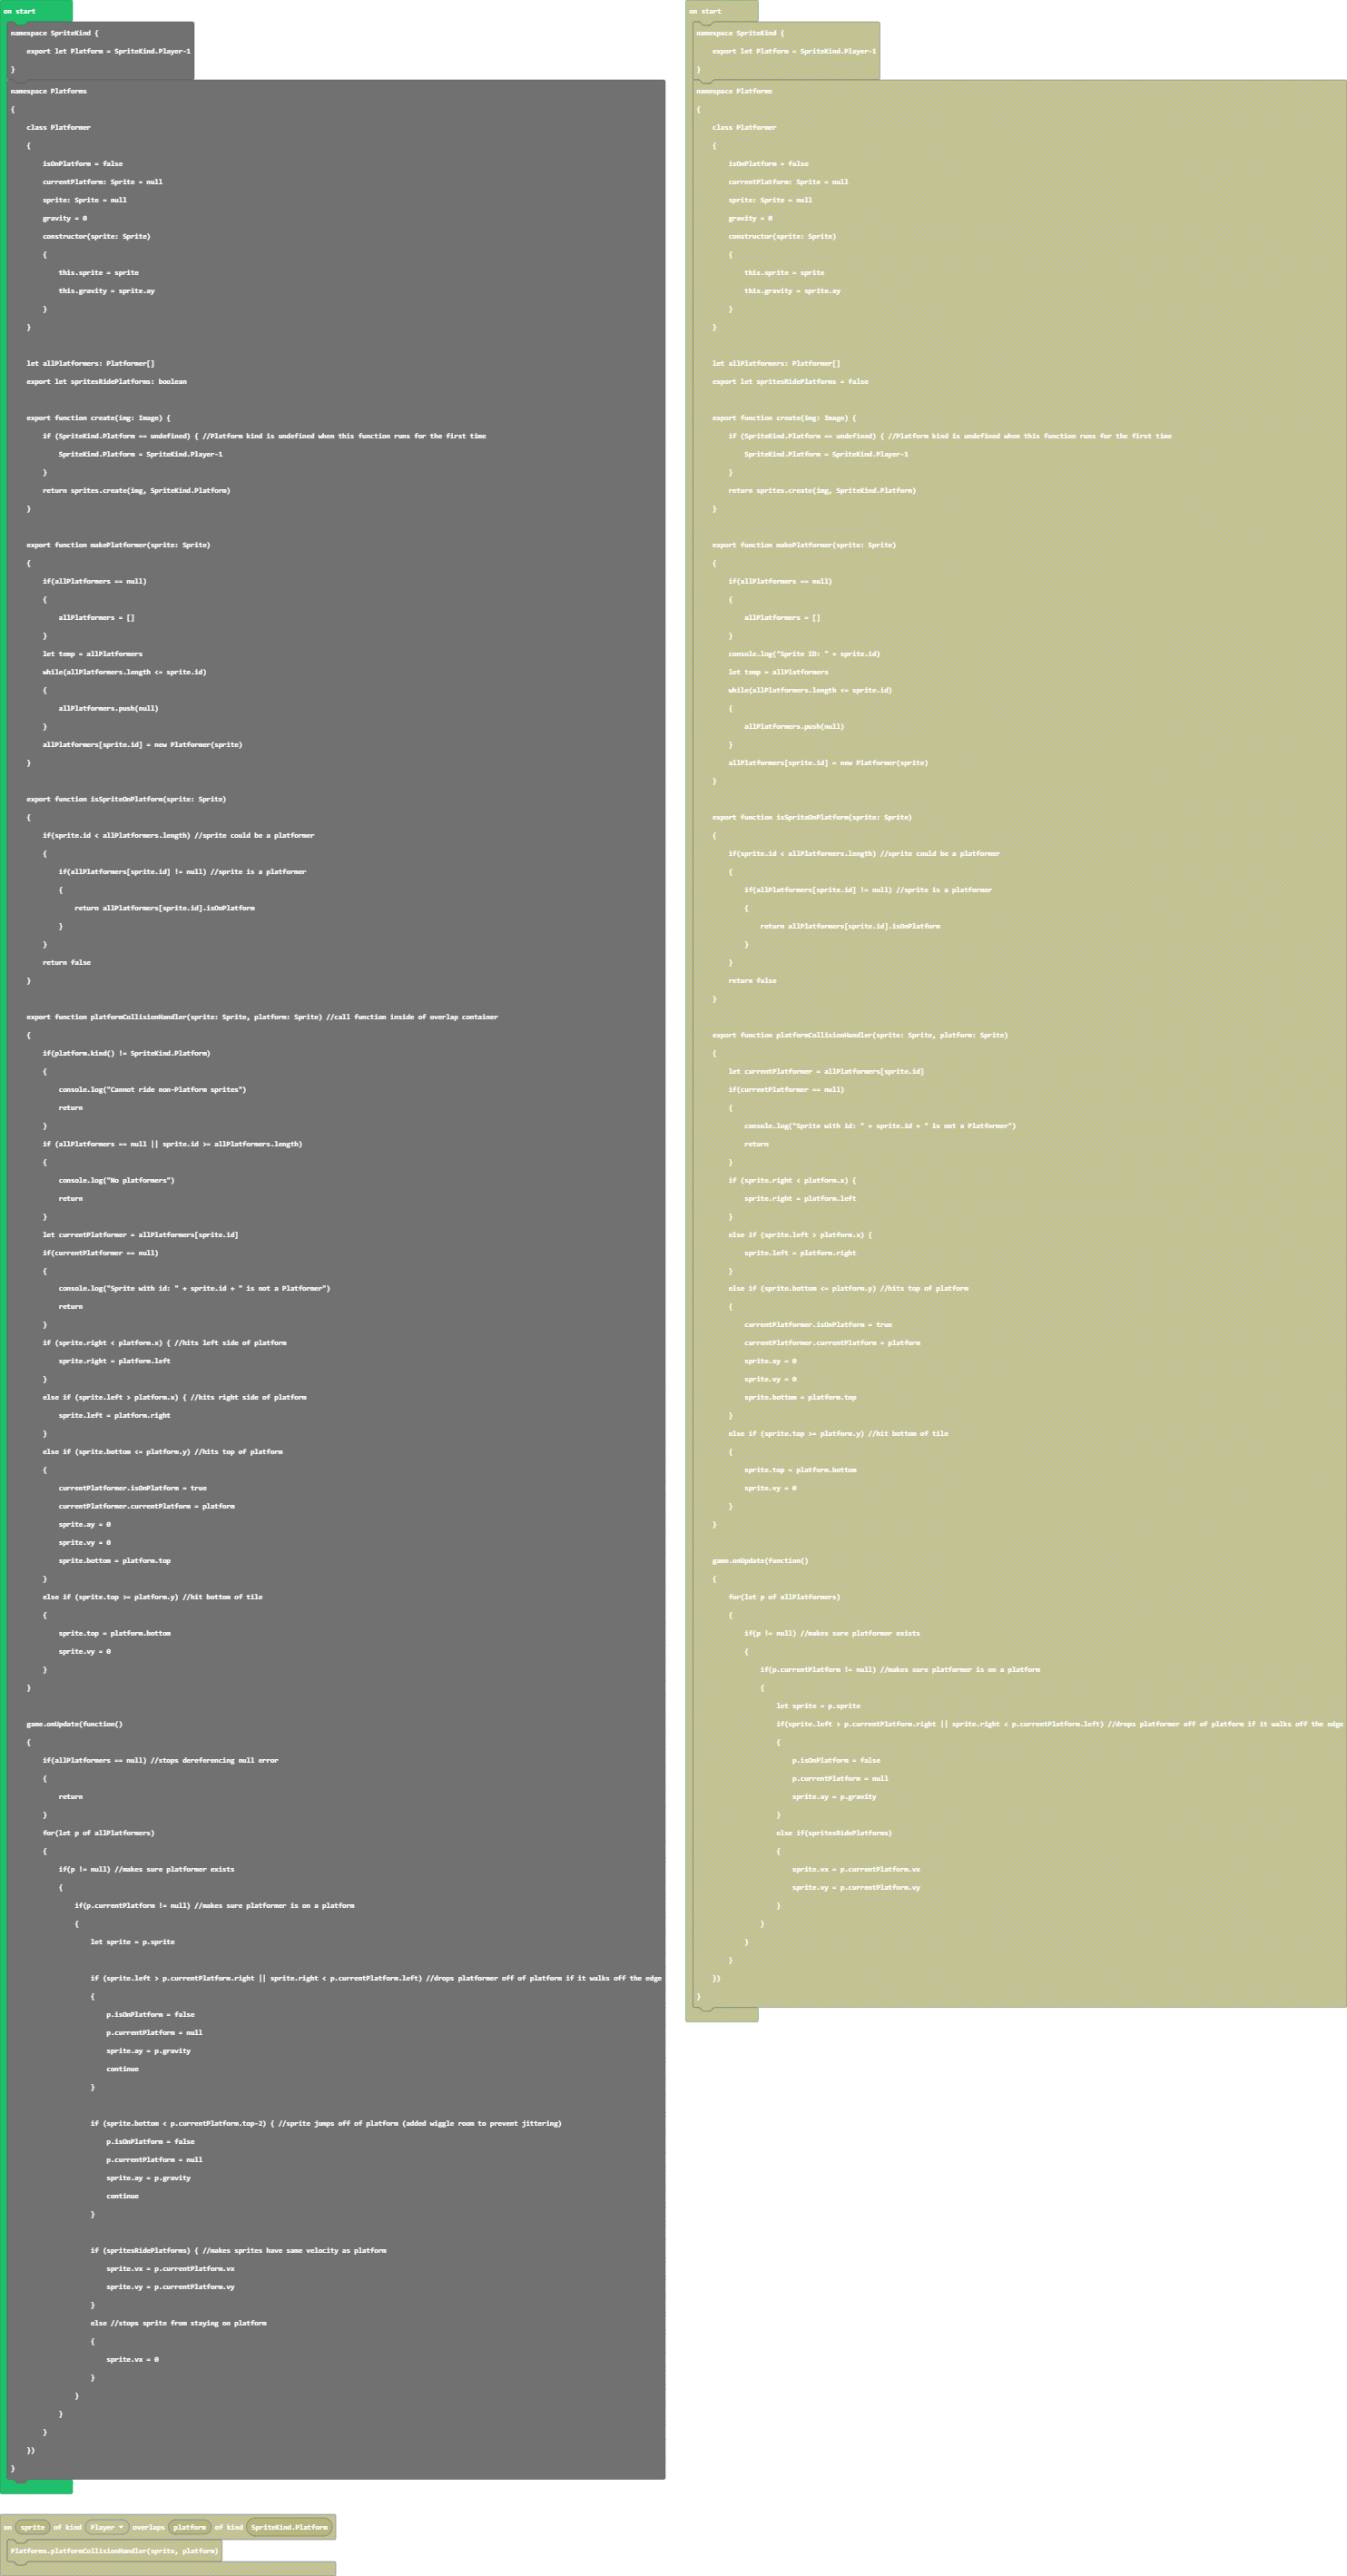 on start
namespace SpriteKind {
    export let Platform = SpriteKind.Player-1
}
namespace Platforms
{
    class Platformer
    {
        isOnPlatform = false
        currentPlatform: Sprite = null
        sprite: Sprite = null
        gravity = 0
        constructor(sprite: Sprite)
        {
            this.sprite = sprite
            this.gravity = sprite.ay
        }
    }
    let allPlatformers: Platformer[]
    export let spritesRidePlatforms: boolean
    export function create(img: Image) {
        if (SpriteKind.Platform == undefined) { //Platform kind is undefined when this function runs for the first time
            SpriteKind.Platform = SpriteKind.Player-1
        }
        return sprites.create(img, SpriteKind.Platform)
    }
    export function makePlatformer(sprite: Sprite)
    {
        if(allPlatformers == null)
        {
            allPlatformers = []
        }
        let temp = allPlatformers
        while(allPlatformers.length <= sprite.id)
        {
            allPlatformers.push(null)
        }
        allPlatformers[sprite.id] = new Platformer(sprite)
    }
    export function isSpriteOnPlatform(sprite: Sprite)
    {
        if(sprite.id < allPlatformers.length) //sprite could be a platformer
        {
            if(allPlatformers[sprite.id] != null) //sprite is a platformer
            {
                return allPlatformers[sprite.id].isOnPlatform
            }
        }
        return false
    }
    export function platformCollisionHandler(sprite: Sprite, platform: Sprite) //call function inside of overlap container
    {
        if(platform.kind() != SpriteKind.Platform)
        {
            console.log("Cannot ride non-Platform sprites")
            return
        }
        if (allPlatformers == null || sprite.id >= allPlatformers.length)
        {
            console.log("No platformers")
            return
        }
        let currentPlatformer = allPlatformers[sprite.id]
        if(currentPlatformer == null)
        {
            console.log("Sprite with id: " + sprite.id + " is not a Platformer")
            return
        }
        if (sprite.right < platform.x) { //hits left side of platform
            sprite.right = platform.left
        }
        else if (sprite.left > platform.x) { //hits right side of platform
            sprite.left = platform.right
        }
        else if (sprite.bottom <= platform.y) //hits top of platform
        {
            currentPlatformer.isOnPlatform = true
            currentPlatformer.currentPlatform = platform
            sprite.ay = 0
            sprite.vy = 0
            sprite.bottom = platform.top
        }
        else if (sprite.top >= platform.y) //hit bottom of tile
        {
            sprite.top = platform.bottom
            sprite.vy = 0
        }
    }
    game.onUpdate(function()
    {
        if(allPlatformers == null) //stops dereferencing null error
        {
            return
        }
        for(let p of allPlatformers)
        {
            if(p != null) //makes sure platformer exists
            {
                if(p.currentPlatform != null) //makes sure platformer is on a platform
                {
                    let sprite = p.sprite
                    if (sprite.left > p.currentPlatform.right || sprite.right < p.currentPlatform.left) //drops platformer off of platform if it walks off the edge
                    {
                        p.isOnPlatform = false
                        p.currentPlatform = null
                        sprite.ay = p.gravity
                        continue
                    }
                    if (sprite.bottom < p.currentPlatform.top-2) { //sprite jumps off of platform (added wiggle room to prevent jittering)
                        p.isOnPlatform = false
                        p.currentPlatform = null
                        sprite.ay = p.gravity
                        continue
                    }
                    if (spritesRidePlatforms) { //makes sprites have same velocity as platform
                        sprite.vx = p.currentPlatform.vx
                        sprite.vy = p.currentPlatform.vy
                    }
                    else //stops sprite from staying on platform
                    {
                        sprite.vx = 0
                    }
                }
            }
        }
    })
}
on sprite of kind Player overlaps platform of kind SpriteKind.Platform
Platforms.platformCollisionHandler(sprite, platform)
on start
namespace SpriteKind {
    export let Platform = SpriteKind.Player-1
}
namespace Platforms
{
    class Platformer
    {
        isOnPlatform = false
        currentPlatform: Sprite = null
        sprite: Sprite = null
        gravity = 0
        constructor(sprite: Sprite)
        {
            this.sprite = sprite
            this.gravity = sprite.ay
        }
    }
    let allPlatformers: Platformer[]
    export let spritesRidePlatforms = false
    export function create(img: Image) {
        if (SpriteKind.Platform == undefined) { //Platform kind is undefined when this function runs for the first time
            SpriteKind.Platform = SpriteKind.Player-1
        }
        return sprites.create(img, SpriteKind.Platform)
    }
    export function makePlatformer(sprite: Sprite)
    {
        if(allPlatformers == null)
        {
            allPlatformers = []
        }
        console.log("Sprite ID: " + sprite.id)
        let temp = allPlatformers
        while(allPlatformers.length <= sprite.id)
        {
            allPlatformers.push(null)
        }
        allPlatformers[sprite.id] = new Platformer(sprite)
    }
    export function isSpriteOnPlatform(sprite: Sprite)
    {
        if(sprite.id < allPlatformers.length) //sprite could be a platformer
        {
            if(allPlatformers[sprite.id] != null) //sprite is a platformer
            {
                return allPlatformers[sprite.id].isOnPlatform
            }
        }
        return false
    }
    export function platformCollisionHandler(sprite: Sprite, platform: Sprite)
    {
        let currentPlatformer = allPlatformers[sprite.id]
        if(currentPlatformer == null)
        {
            console.log("Sprite with id: " + sprite.id + " is not a Platformer")
            return
        }
        if (sprite.right < platform.x) {
            sprite.right = platform.left
        }
        else if (sprite.left > platform.x) {
            sprite.left = platform.right
        }
        else if (sprite.bottom <= platform.y) //hits top of platform
        {
            currentPlatformer.isOnPlatform = true
            currentPlatformer.currentPlatform = platform
            sprite.ay = 0
            sprite.vy = 0
            sprite.bottom = platform.top
        }
        else if (sprite.top >= platform.y) //hit bottom of tile
        {
            sprite.top = platform.bottom
            sprite.vy = 0
        }
    }
    game.onUpdate(function()
    {
        for(let p of allPlatformers)
        {
            if(p != null) //makes sure platformer exists
            {
                if(p.currentPlatform != null) //makes sure platformer is on a platform
                {
                    let sprite = p.sprite
                    if(sprite.left > p.currentPlatform.right || sprite.right < p.currentPlatform.left) //drops platformer off of platform if it walks off the edge
                    {
                        p.isOnPlatform = false
                        p.currentPlatform = null
                        sprite.ay = p.gravity
                    }
                    else if(spritesRidePlatforms)
                    {
                        sprite.vx = p.currentPlatform.vx
                        sprite.vy = p.currentPlatform.vy
                    }
                }
            }
        }
    })
}